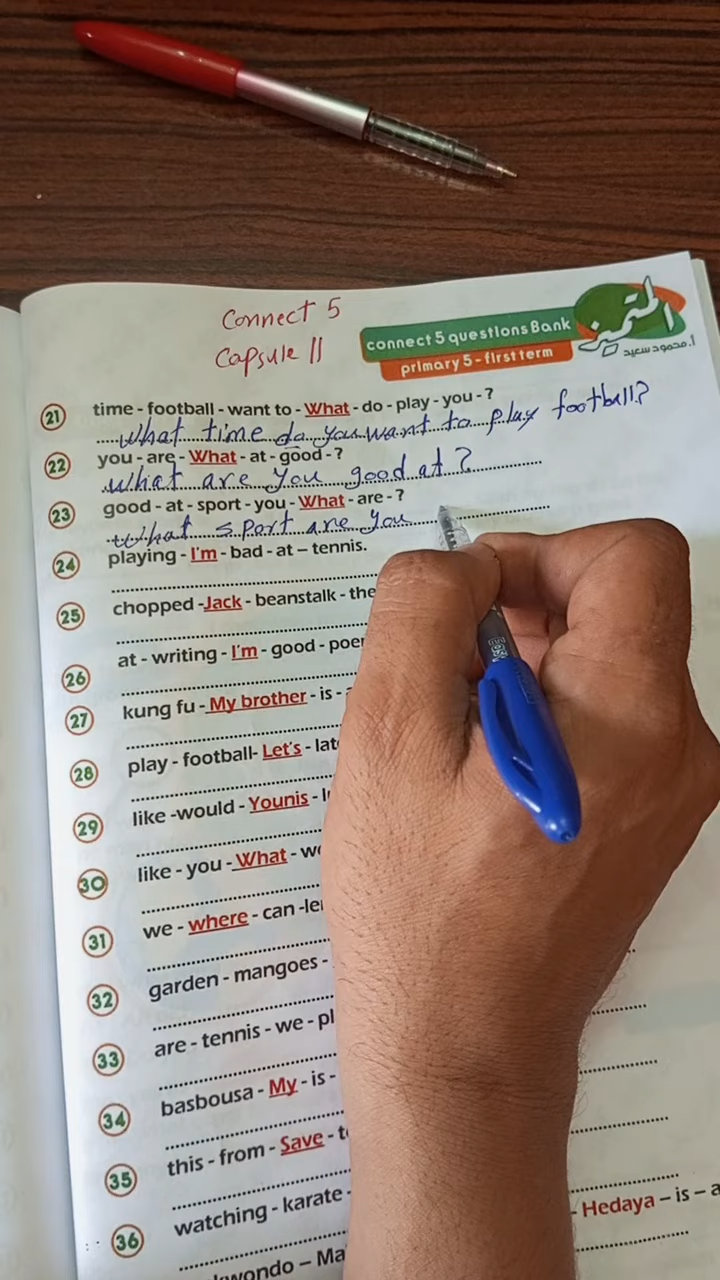 Connect 5
Capsule 11
connect 5 questions Bank
primary 5 - first term
المتميز
أ. محمود سعيد
21 time - football - want to - What - do - play - you - ?
What time do you want to play football?
22 you - are - What - at - good - ?
What are you good at ?
23 good - at - sport - you - What - are - ?
What sport are you
24 playing - I'm - bad - at – tennis.
25 chopped - Jack - beanstalk - the
26 at - writing - I'm - good -
27 kung fu - My brother - is -
28 play - football- Let's -
29 like -would - Younis -
30 like - you - What -
31 we - where - can -
32 garden - mangoes -
33 are - tennis - we -
34 basbousa - My - is -
35 this - from - Save -
36 watching - karate - - Hedaya – is – a